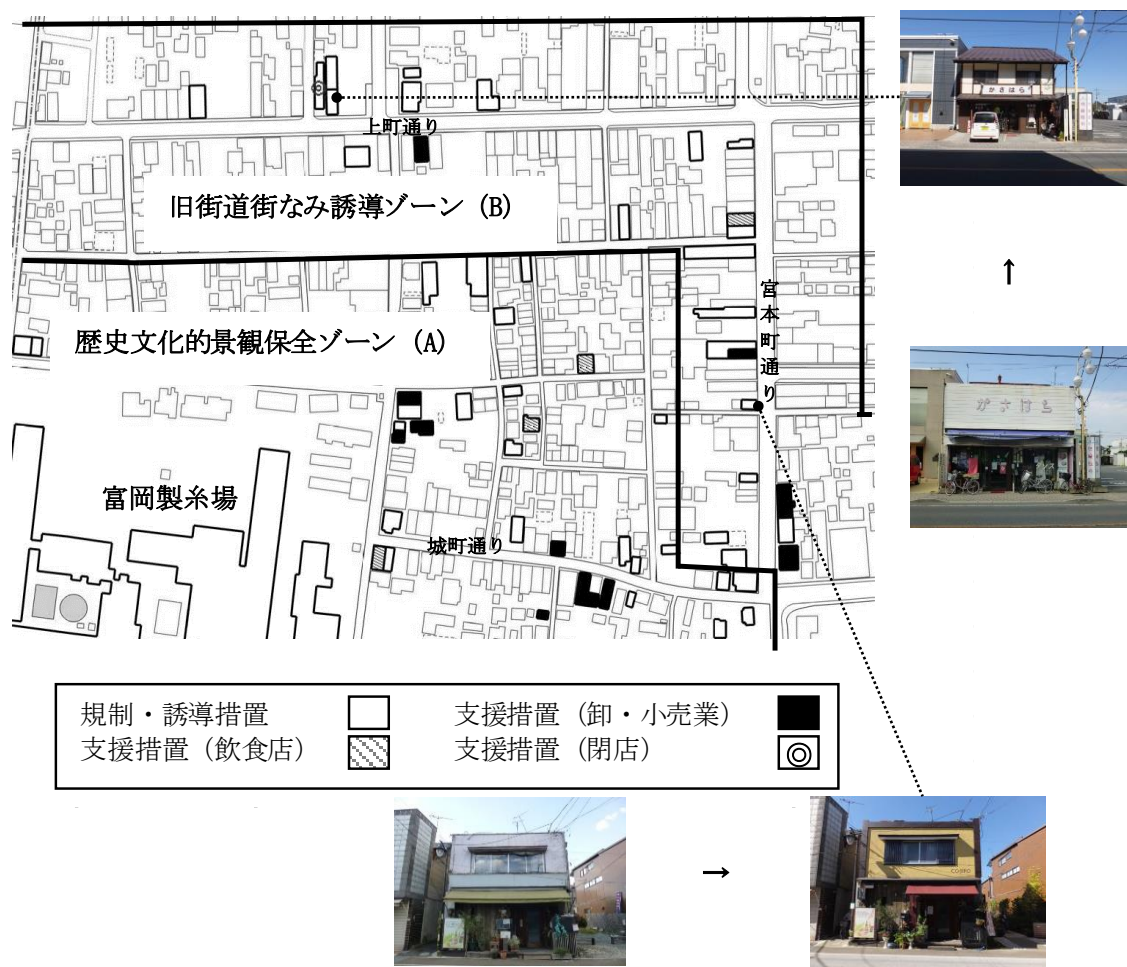 上町通り
旧街道街なみ誘導ゾーン (B)
宮本町通り
歴史文化的景観保全ゾーン (A)
富岡製糸場
城町通り
かさはら
↑
かさはら
規制・誘導措置
支援措置（卸・小売業）
支援措置（飲食店）
支援措置（閉店）
◎
→